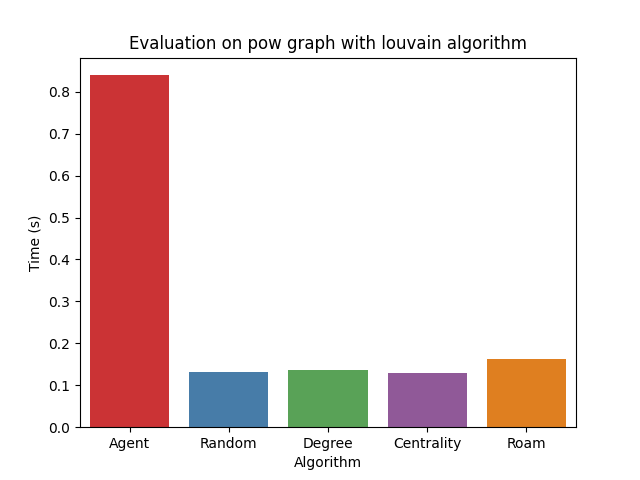 Evaluation on pow graph with louvain algorithm
Time (s)
0.8
0.7
0.6
0.5
0.4
0.3
0.2
0.1
0.0
Agent Random Degree Centrality Roam
Algorithm